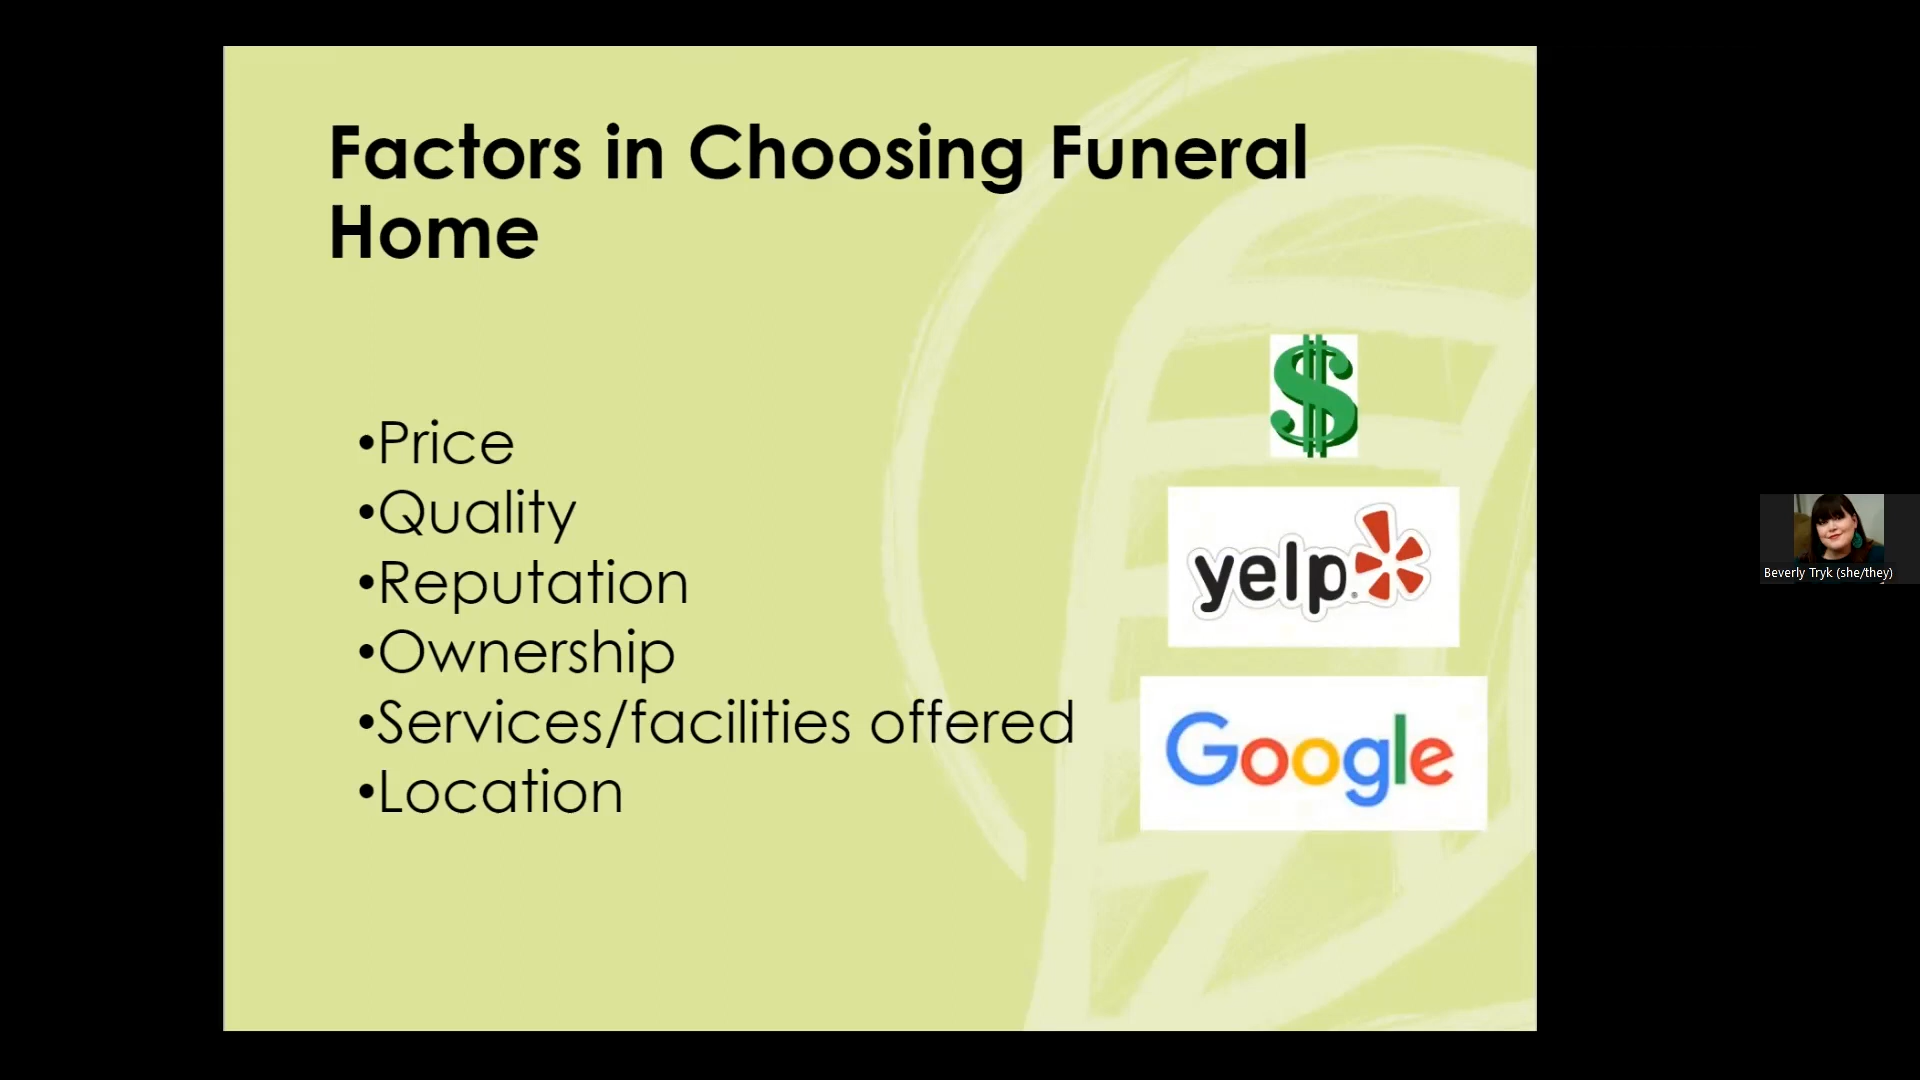 Factors in Choosing Funeral
Home
•Price
•Quality
•Reputation
•Ownership
•Services/facilities offered
•Location
$
yelp
Google
Beverly Tryk (she/they)